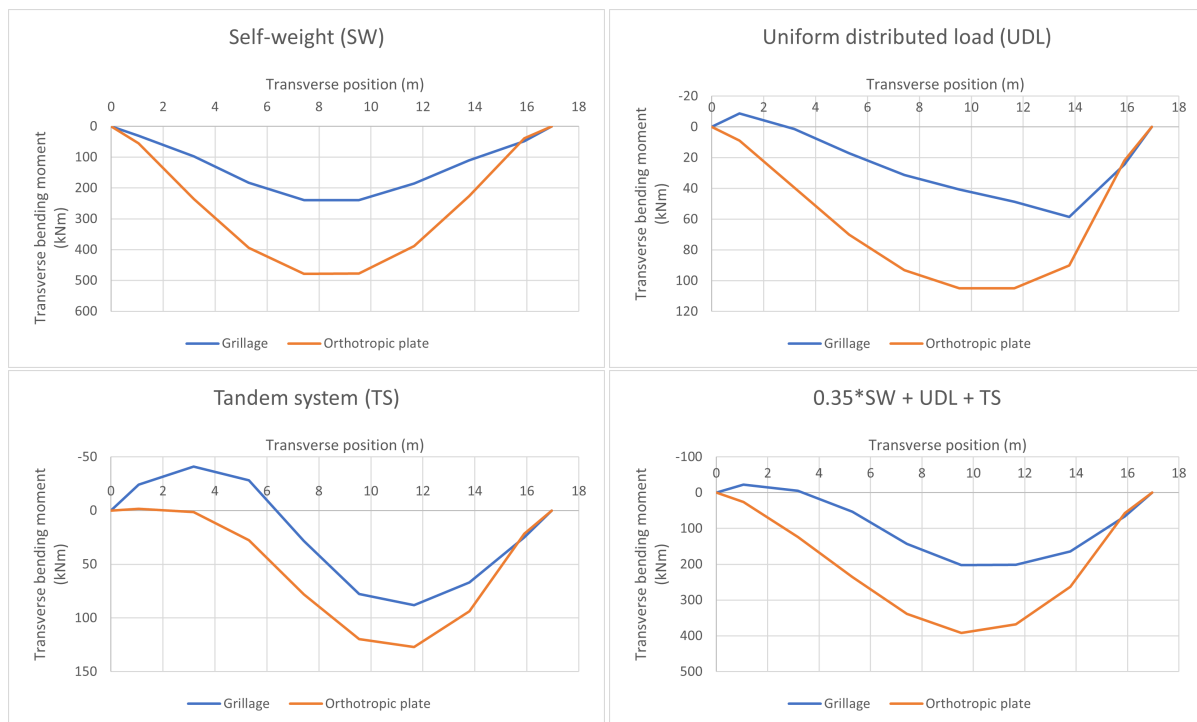 Self-weight (SW)
Transverse position (m)
0 2 4 6 8 10 12 14 16 18
0
100
200
300
400
500
600
Transverse bending moment
(kNm)
Grillage Orthotropic plate
Uniform distributed load (UDL)
Transverse position (m)
0 2 4 6 8 10 12 14 16 18
-20
0
20
40
60
80
100
120
Transverse bending moment
(kNm)
Grillage Orthotropic plate
Tandem system (TS)
Transverse position (m)
0 2 4 6 8 10 12 14 16 18
-50
0
50
100
150
Transverse bending moment
(kNm)
Grillage Orthotropic plate
0.35*SW + UDL + TS
Transverse position (m)
0 2 4 6 8 10 12 14 16 18
-100
0
100
200
300
400
500
Transverse bending moment
(kNm)
Grillage Orthotropic plate